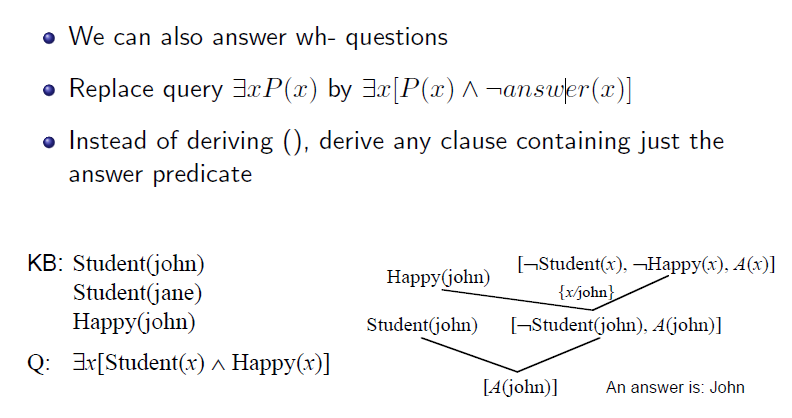 We can also answer wh- questions
Replace query ∃xP(x) by ∃x[P(x) ∧ ¬answer(x)]
Instead of deriving (), derive any clause containing just the
answer predicate
KB: Student(john)
Student(jane)
Happy(john)
Q: ∃x[Student(x) ∧ Happy(x)]
Happy(john)
[¬Student(x), ¬Happy(x), A(x)]
{x/john}
Student(john)
[¬Student(john), A(john)]
[A(john)]
An answer is: John